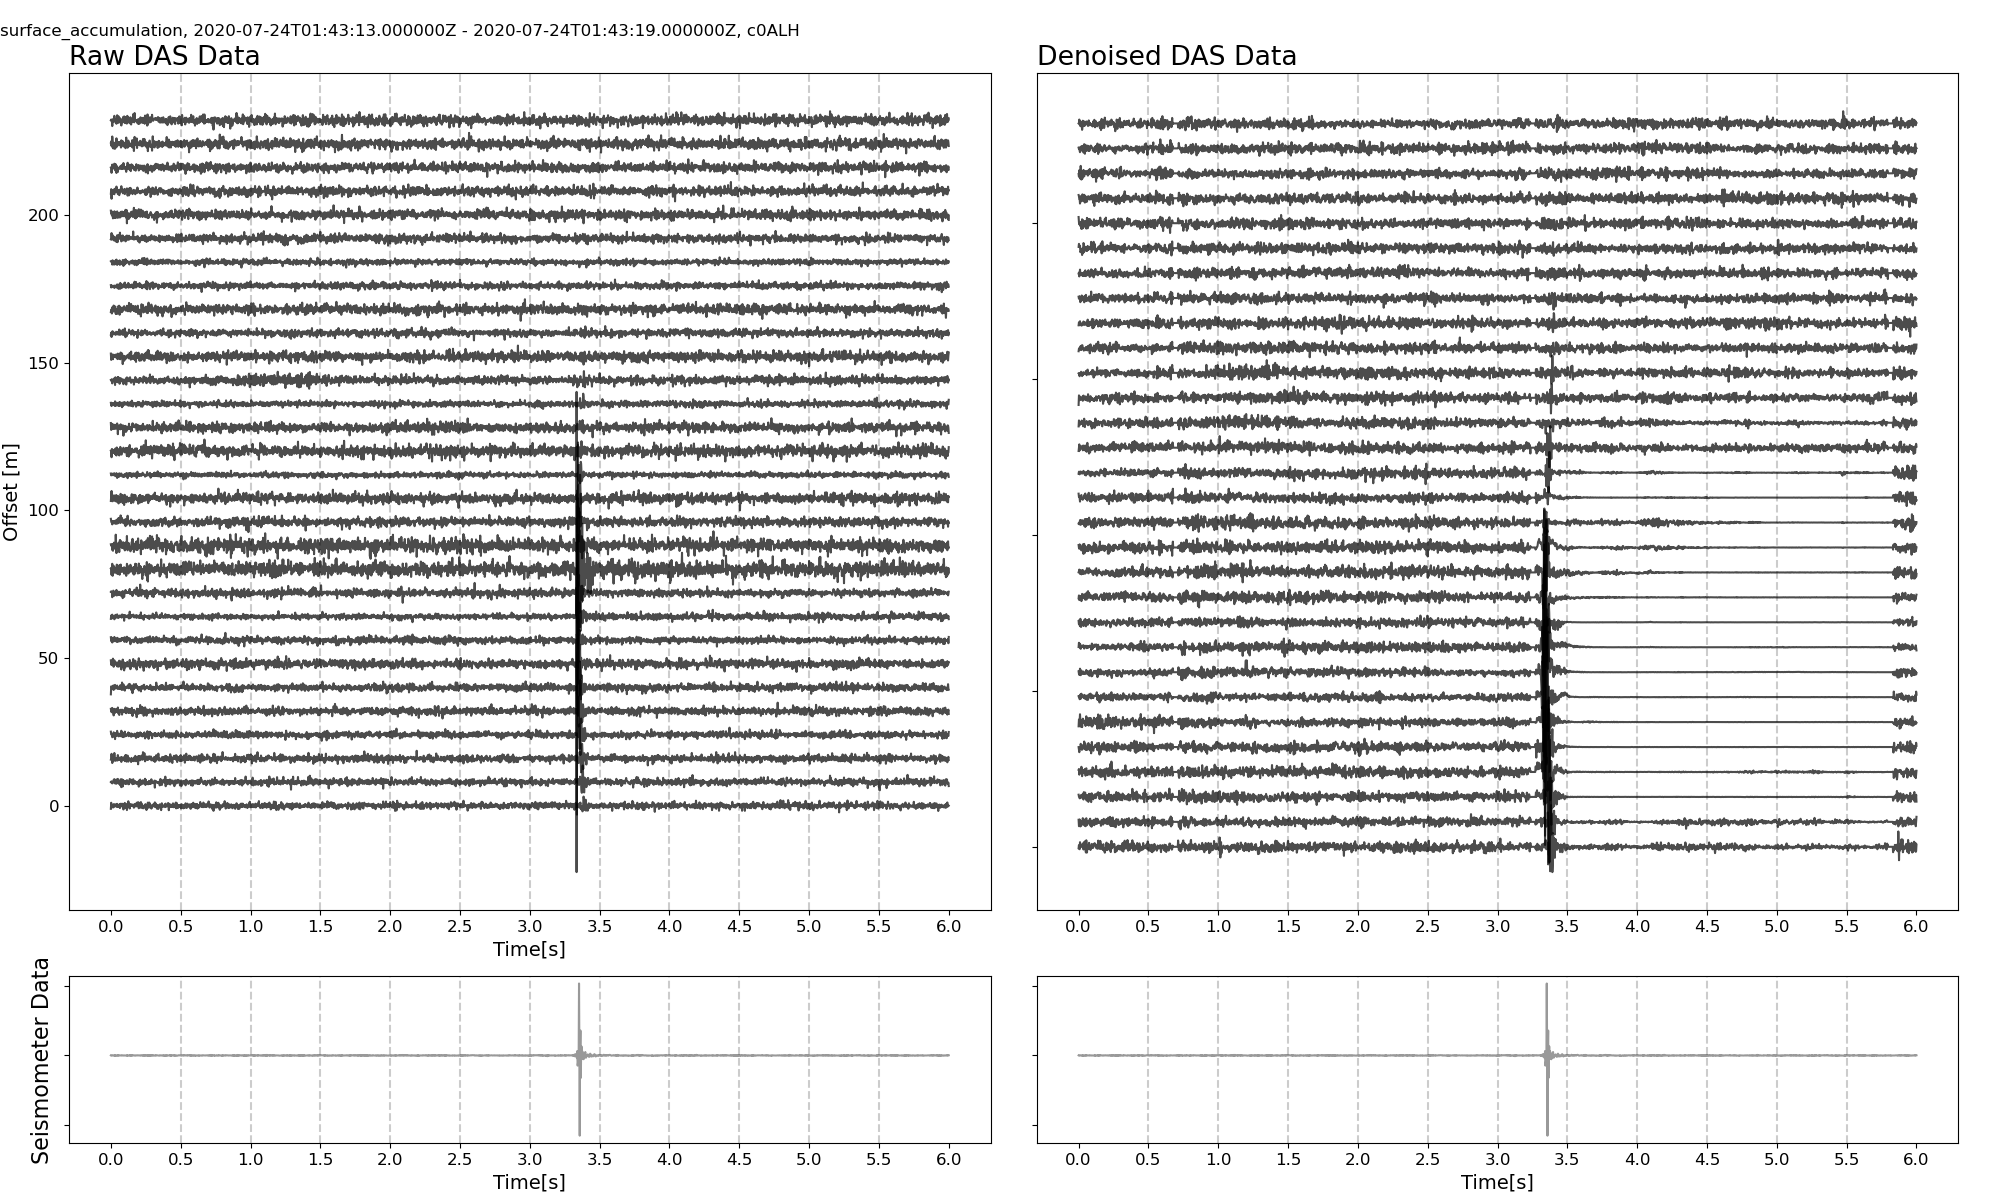 surface_accumulation, 2020-07-24T01:43:13.000000Z - 2020-07-24T01:43:19.000000Z, c0ALH
Raw DAS Data
Denoised DAS Data
Offset [m]
200
150
100
50
0
0.0 0.5 1.0 1.5 2.0 2.5 3.0 3.5 4.0 4.5 5.0 5.5 6.0
Time[s]
0.0 0.5 1.0 1.5 2.0 2.5 3.0 3.5 4.0 4.5 5.0 5.5 6.0
Seismometer Data
0.0 0.5 1.0 1.5 2.0 2.5 3.0 3.5 4.0 4.5 5.0 5.5 6.0
Time[s]
0.0 0.5 1.0 1.5 2.0 2.5 3.0 3.5 4.0 4.5 5.0 5.5 6.0
Time[s]